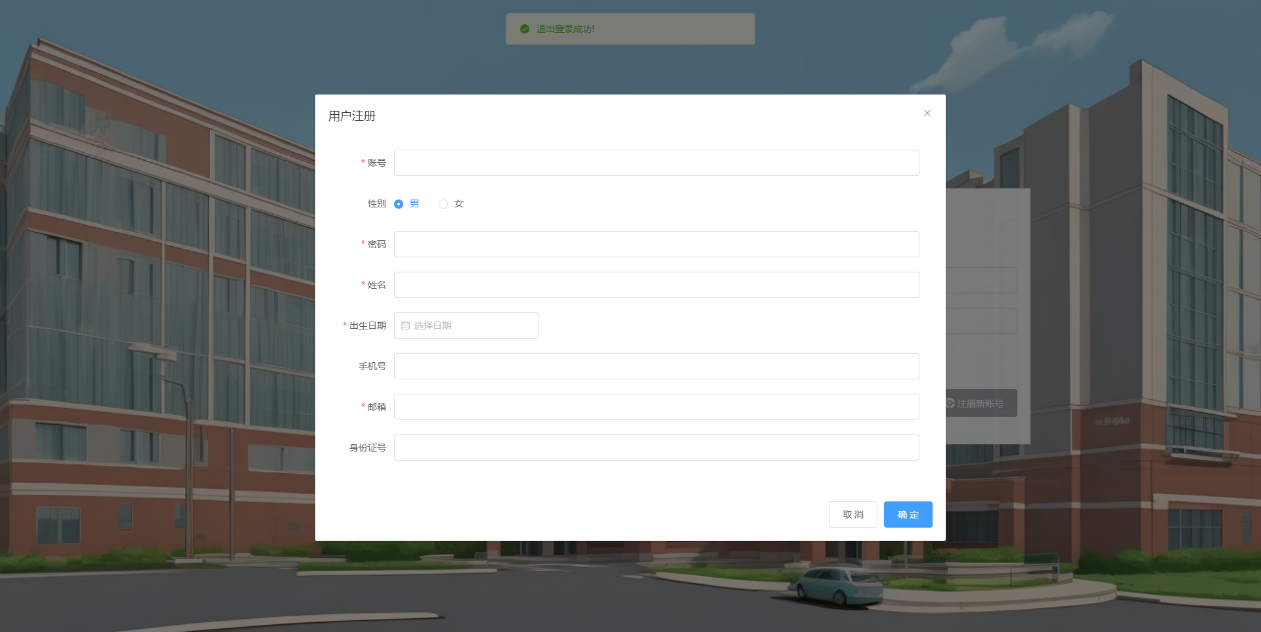 退出登录成功!
用户注册
* 账号
性别 男 女
* 密码
* 姓名
* 出生日期 选择日期
手机号
* 邮箱
注册新账号
身份证号
取消 确定